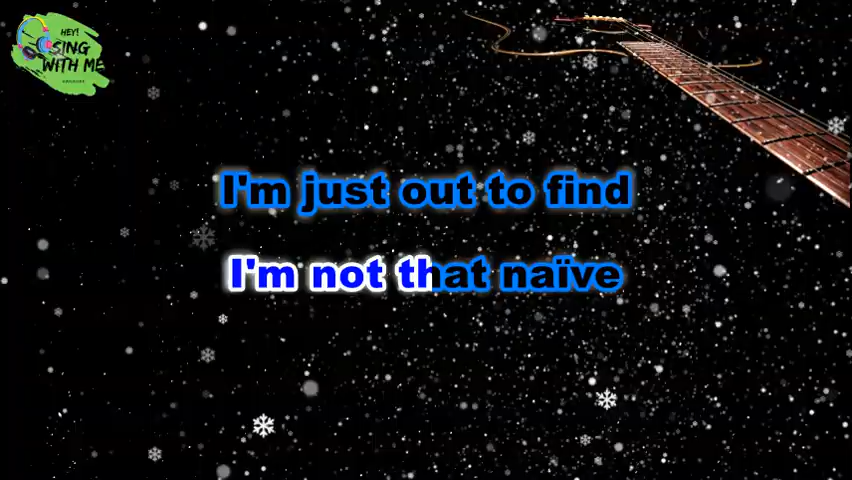 HEY!
SING
WITH ME
I'm just out to find
I'm not that naïve